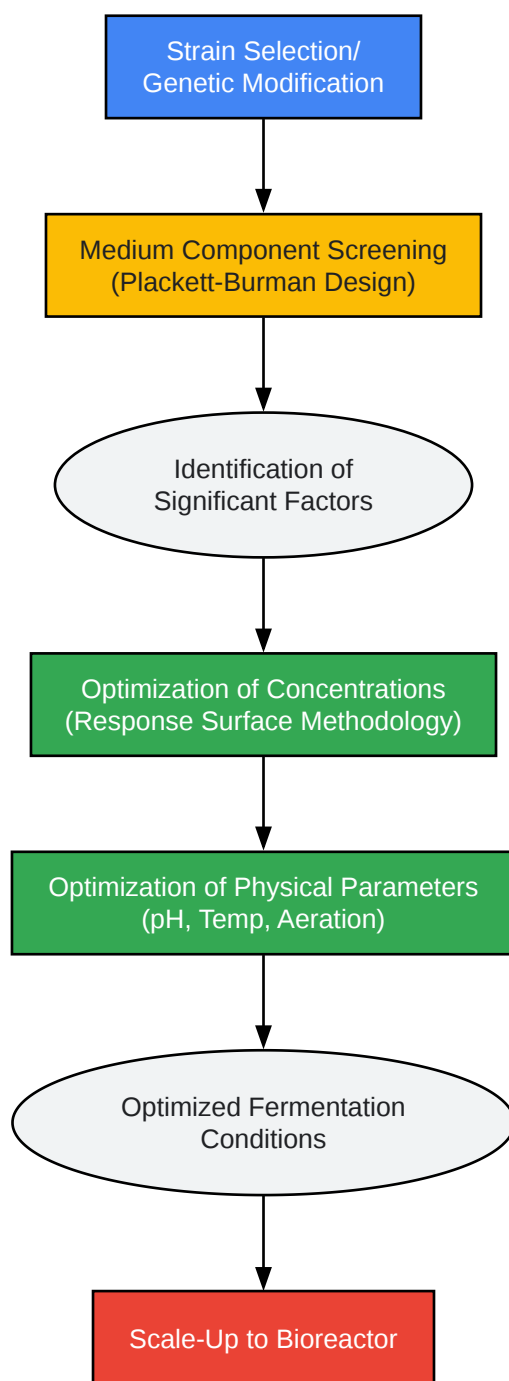 Strain Selection/
Genetic Modification
Medium Component Screening
(Plackett-Burman Design)
Identification of
Significant Factors
Optimization of Concentrations
(Response Surface Methodology)
Optimization of Physical Parameters
(pH, Temp, Aeration)
Optimized Fermentation
Conditions
Scale-Up to Bioreactor